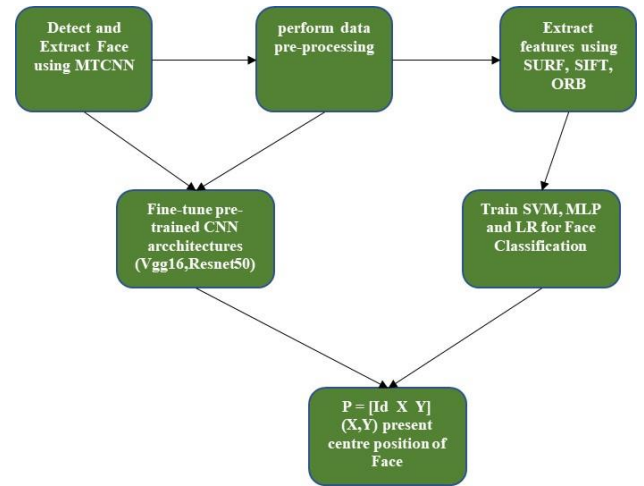 Detect and
Extract Face
using MTCNN
perform data
pre-processing
Extract
features using
SURF, SIFT,
ORB
Fine-tune pre-
trained CNN
arcchitectures
(Vgg16,Resnet50)
Train SVM, MLP
and LR for Face
Classification
P = [Id X Y]
(X,Y) present
centre position of
Face